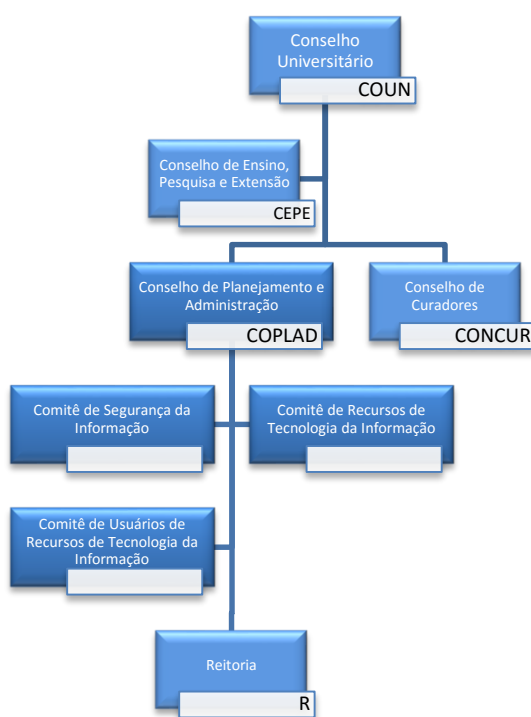 Conselho
Universitário
COUN
Conselho de Ensino,
Pesquisa e Extensão
CEPE
Conselho de Planejamento e
Administração
COPLAD
Conselho de
Curadores
CONCUR
Comitê de Segurança da
Informação
Comitê de Recursos de
Tecnologia da Informação
Comitê de Usuários de
Recursos de Tecnologia da
Informação
Reitoria
R